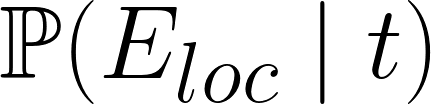 ℙ(E_{loc} | t)